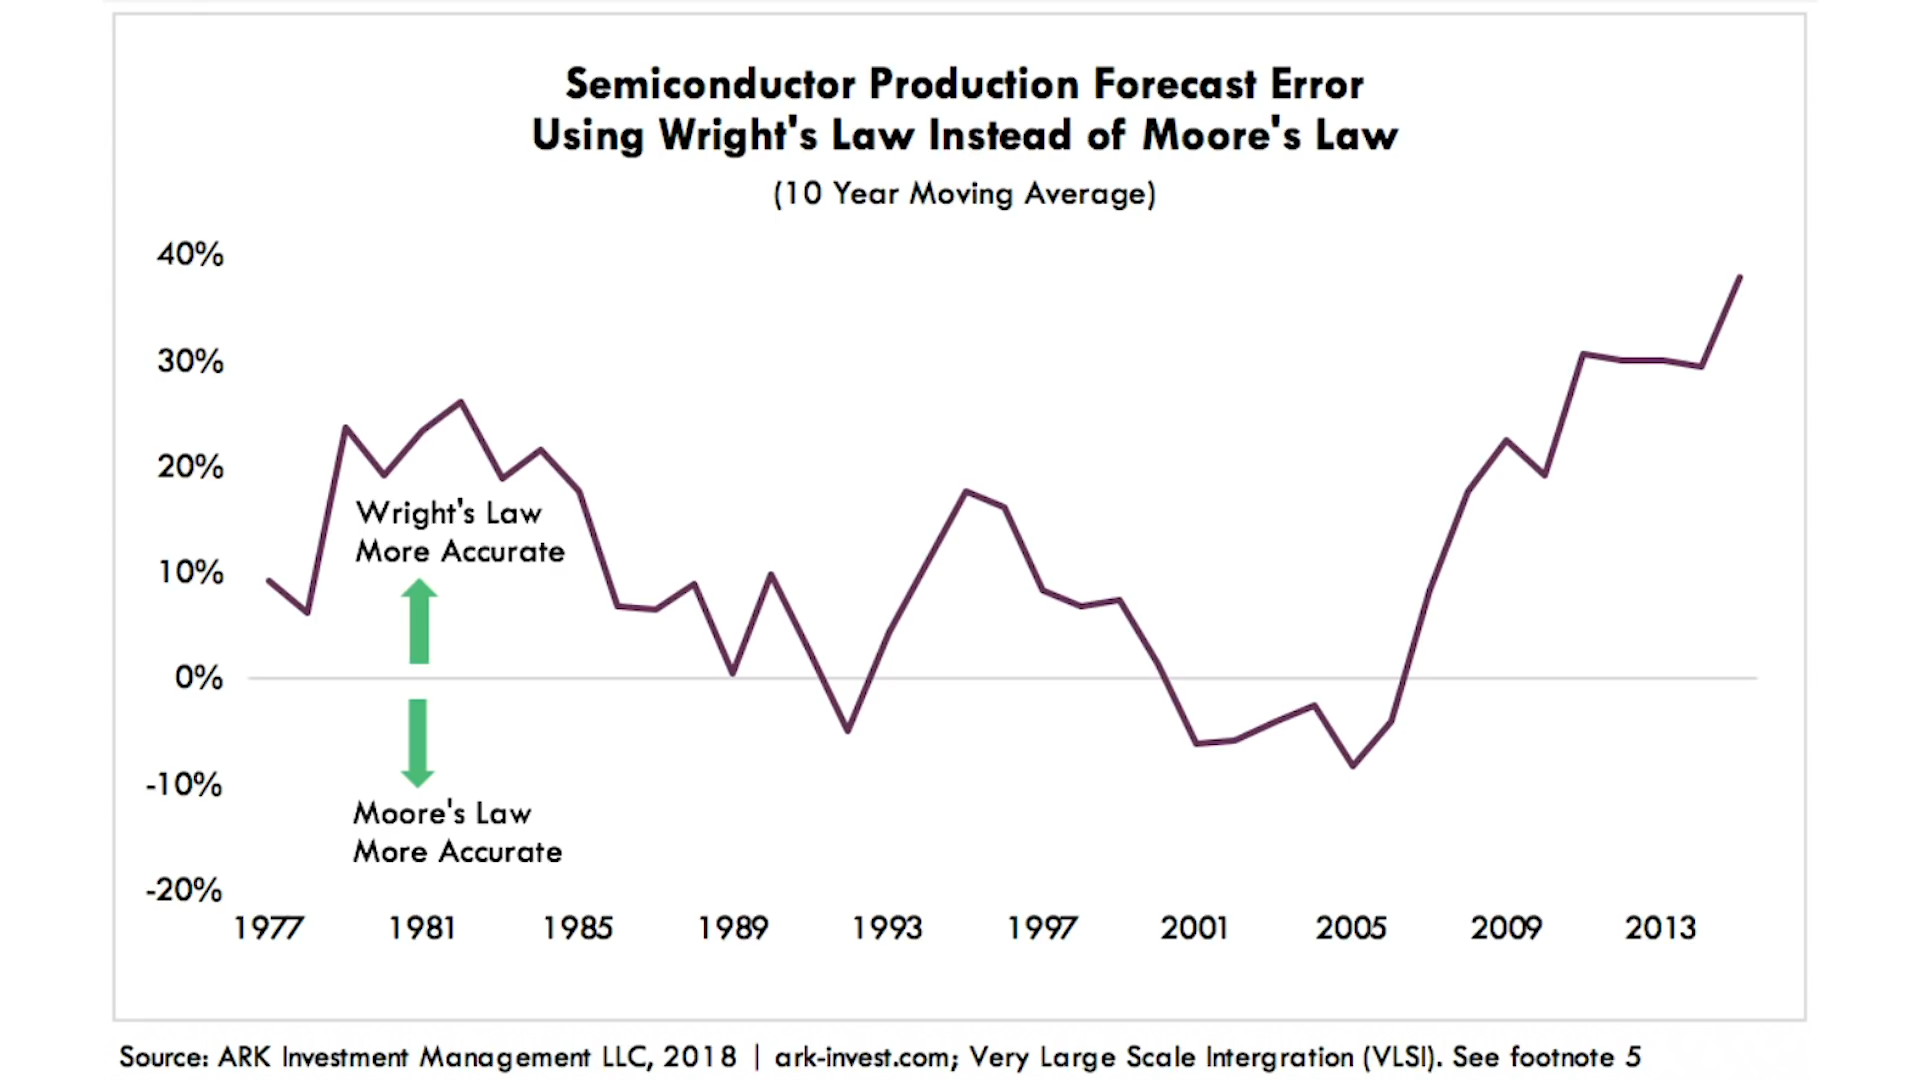 Semiconductor Production Forecast Error
Using Wright's Law Instead of Moore's Law
(10 Year Moving Average)
40%
30%
20%
10%
0%
-10%
-20%
Wright's Law
More Accurate
Moore's Law
More Accurate
1977 1981 1985 1989 1993 1997 2001 2005 2009 2013
Source: ARK Investment Management LLC, 2018 | ark-invest.com; Very Large Scale Intergration (VLSI). See footnote 5